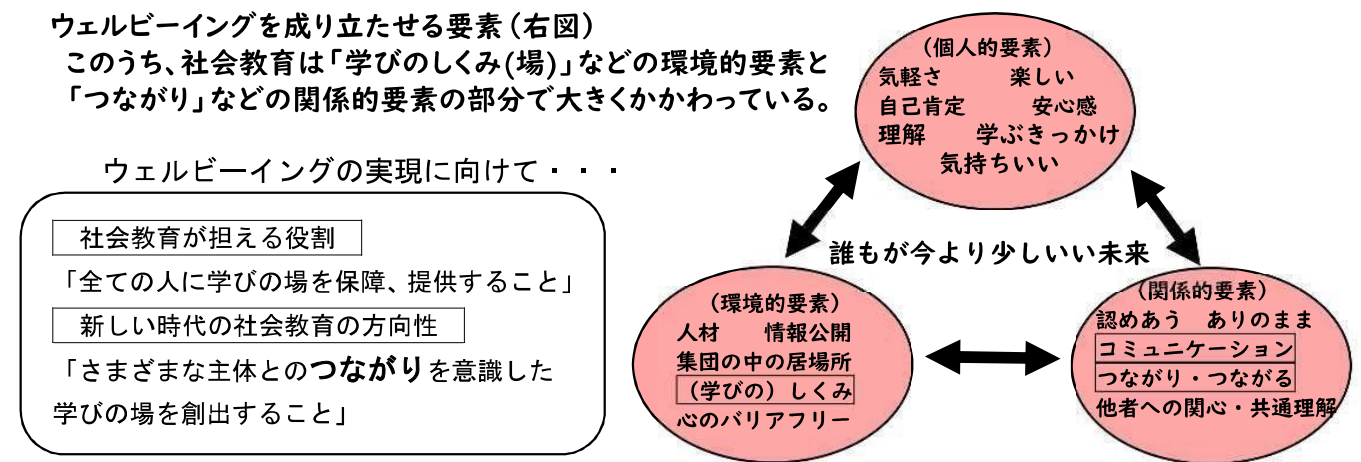 ウェルビーイングを成り立たせる要素（右図）
このうち、社会教育は「学びのしくみ(場)」などの環境的要素と
「つながり」などの関係的要素の部分で大きくかかわっている。
ウェルビーイングの実現に向けて・・・
社会教育が担える役割
「全ての人に学びの場を保障、提供すること」
新しい時代の社会教育の方向性
「さまざまな主体とのつながりを意識した
学びの場を創出すること」
（個人的要素）
気軽さ　楽しい
自己肯定　安心感
理解　学ぶきっかけ
気持ちいい
誰もが今より少しいい未来
（環境的要素）
人材　情報公開
集団の中の居場所
（学びの）しくみ
心のバリアフリー
（関係的要素）
認めあう　ありのまま
コミュニケーション
つながり・つながる
他者への関心・共通理解